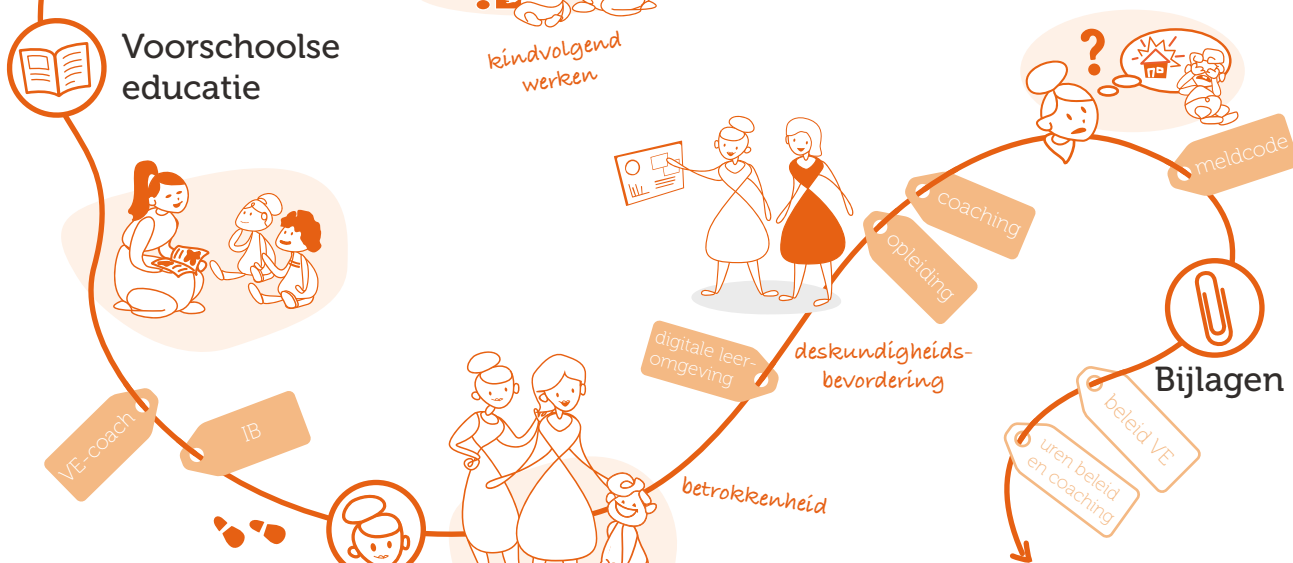 Voorschoolse
educatie
kindvolgend
werken
?
meldcode
coaching
opleiding
digitale leer-
omgeving
deskundigheids-
bevordering
Bijlagen
beleid VE
uren beleid
en coaching
VE-coach
IB
betrokkenheid